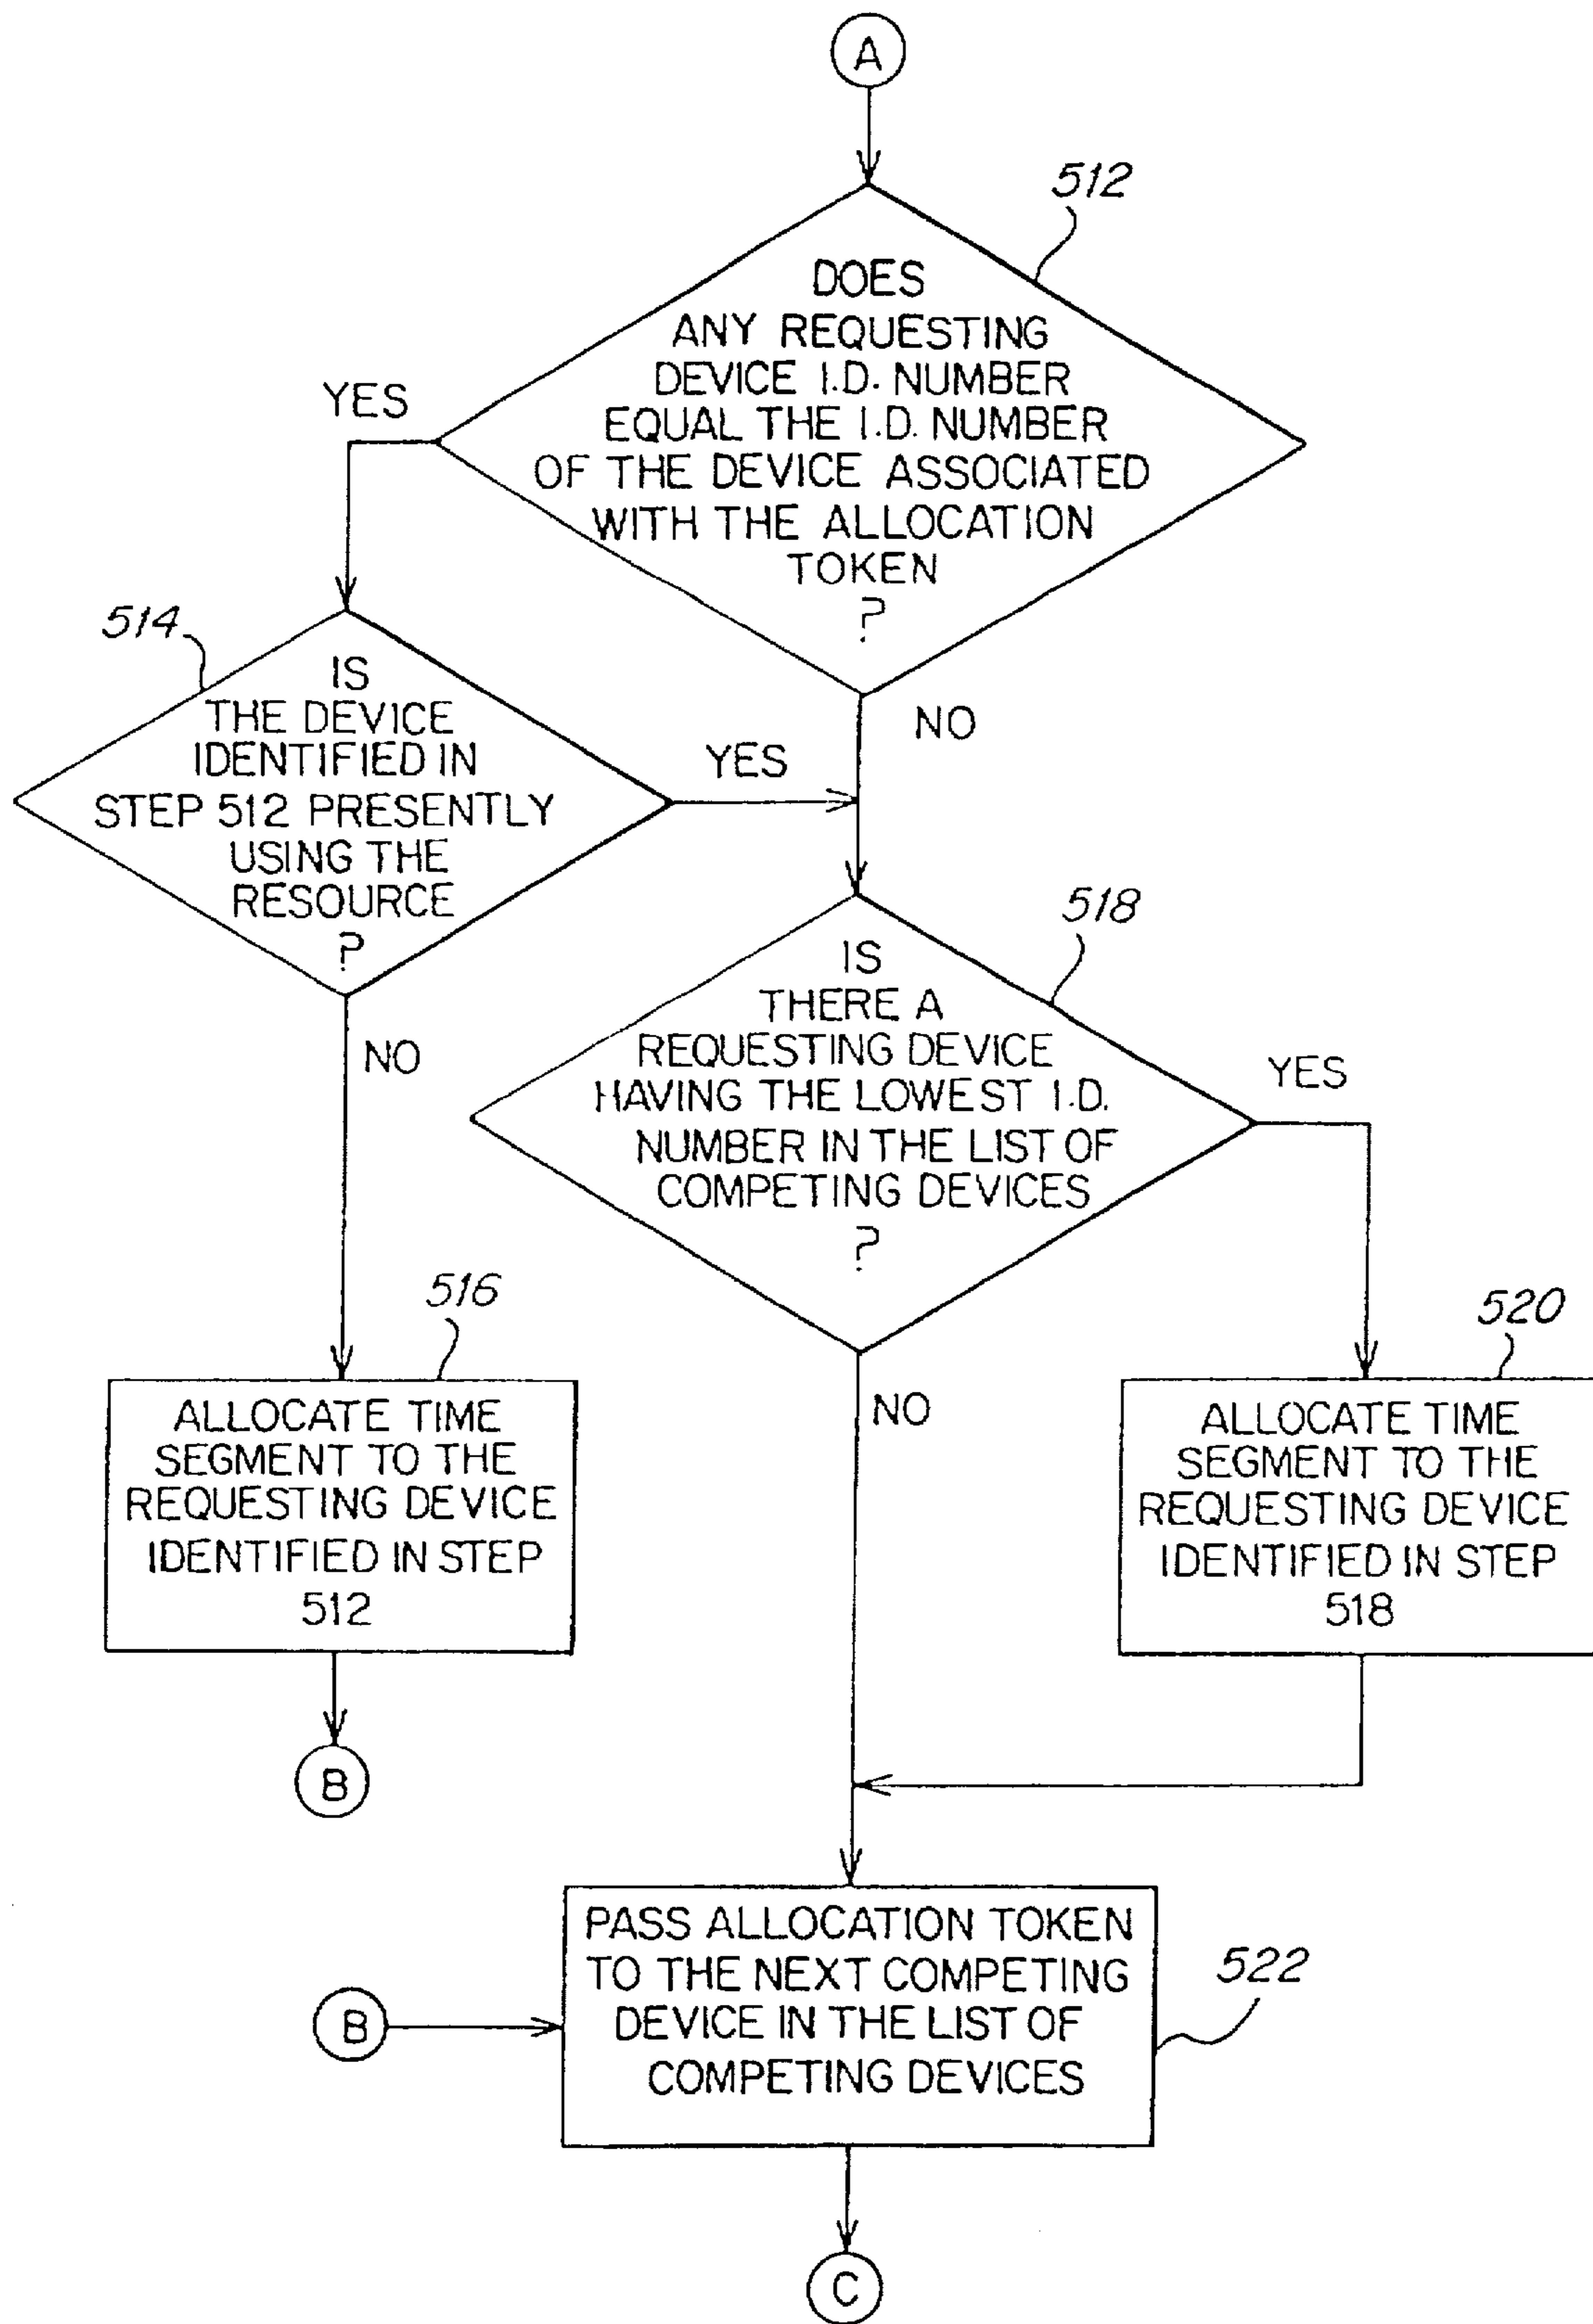 A
512
DOES
ANY REQUESTING
DEVICE I.D. NUMBER
EQUAL THE I.D. NUMBER
OF THE DEVICE ASSOCIATED
WITH THE ALLOCATION
TOKEN
?
YES
NO
514
IS
THE DEVICE
IDENTIFIED IN
STEP 512 PRESENTLY
USING THE
RESOURCE
?
YES
NO
518
IS
THERE A
REQUESTING DEVICE
HAVING THE LOWEST I.D.
NUMBER IN THE LIST OF
COMPETING DEVICES
?
YES
NO
516
ALLOCATE TIME
SEGMENT TO THE
REQUESTING DEVICE
IDENTIFIED IN STEP
512
B
520
ALLOCATE TIME
SEGMENT TO THE
REQUESTING DEVICE
IDENTIFIED IN STEP
518
B
PASS ALLOCATION TOKEN
TO THE NEXT COMPETING
DEVICE IN THE LIST OF
COMPETING DEVICES
522
C